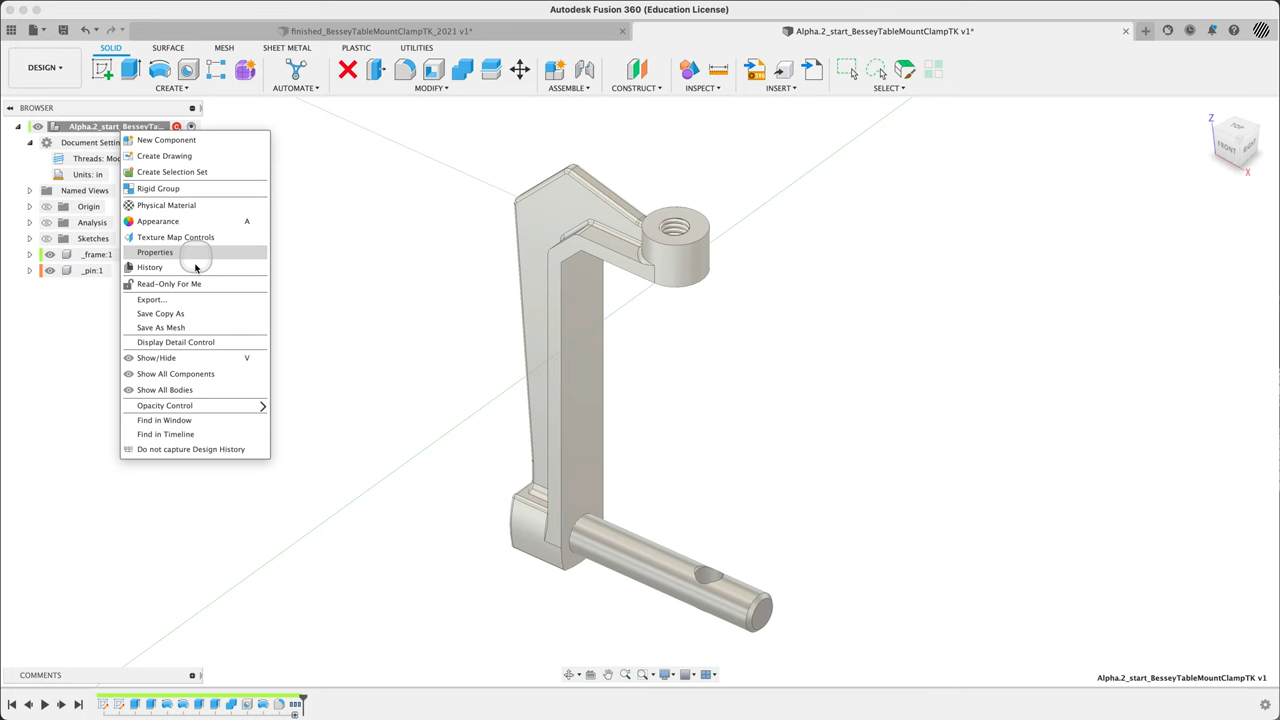 Autodesk Fusion 360 (Education License)
finished_BesseyTableMountClampTK_2021 v1*
Alpha.2_start_BesseyTableMountClampTK v1*
DESIGN
SOLID SURFACE MESH SHEET METAL PLASTIC UTILITIES
CREATE AUTOMATE MODIFY ASSEMBLE CONSTRUCT INSPECT INSERT SELECT
BROWSER
Alpha.2_start_BesseyTa...
Document Settin
Threads: Mod
Units: in
Named Views
Origin
Analysis
Sketches
_frame:1
_pin:1
New Component
Create Drawing
Create Selection Set
Rigid Group
Physical Material
Appearance A
Texture Map Controls
Properties
History
Read-Only For Me
Export...
Save Copy As
Save As Mesh
Display Detail Control
Show/Hide V
Show All Components
Show All Bodies
Opacity Control
Find in Window
Find in Timeline
Do not capture Design History
Z
TOP
FRONT
RIGHT
X
COMMENTS
Alpha.2_start_BesseyTableMountClampTK v1